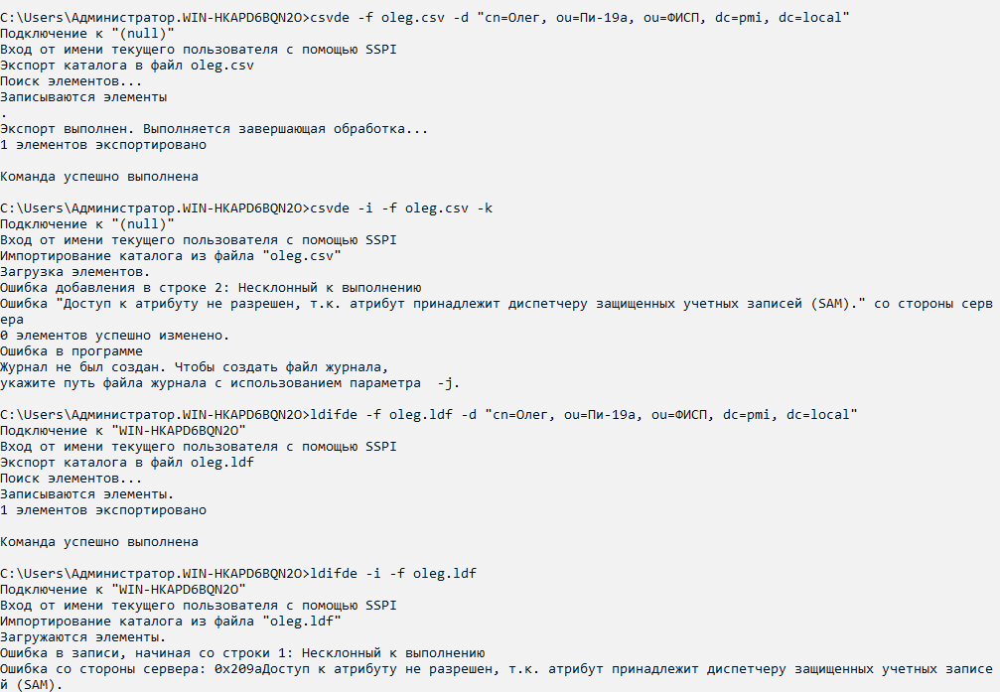 C:\Users\Администратор.WIN-HKAPD6BQN2O>csvde -f oleg.csv -d "cn=Олег, ou=Пи-19а, ou=ФИСП, dc=pmi, dc=local"
Подключение к "(null)"
Вход от имени текущего пользователя с помощью SSPI
Экспорт каталога в файл oleg.csv
Поиск элементов...
Записываются элементы
.
Экспорт выполнен. Выполняется завершающая обработка...
1 элементов экспортировано
Команда успешно выполнена
C:\Users\Администратор.WIN-HKAPD6BQN2O>csvde -i -f oleg.csv -k
Подключение к "(null)"
Вход от имени текущего пользователя с помощью SSPI
Импортирование каталога из файла "oleg.csv"
Загрузка элементов.
Ошибка добавления в строке 2: Несклонный к выполнению
Ошибка "Доступ к атрибуту не разрешен, т.к. атрибут принадлежит диспетчеру защищенных учетных записей (SAM)." со стороны серв
ера
0 элементов успешно изменено.
Ошибка в программе
Журнал не был создан. Чтобы создать файл журнала,
укажите путь файла журнала с использованием параметра  -j.
C:\Users\Администратор.WIN-HKAPD6BQN2O>ldifde -f oleg.ldf -d "cn=Олег, ou=Пи-19а, ou=ФИСП, dc=pmi, dc=local"
Подключение к "WIN-HKAPD6BQN2O"
Вход от имени текущего пользователя с помощью SSPI
Экспорт каталога в файл oleg.ldf
Поиск элементов...
Записываются элементы.
1 элементов экспортировано
Команда успешно выполнена
C:\Users\Администратор.WIN-HKAPD6BQN2O>ldifde -i -f oleg.ldf
Подключение к "WIN-HKAPD6BQN2O"
Вход от имени текущего пользователя с помощью SSPI
Импортирование каталога из файла "oleg.ldf"
Загружаются элементы.
Ошибка в записи, начиная со строки 1: Несклонный к выполнению
Ошибка со стороны сервера: 0x209aДоступ к атрибуту не разрешен, т.к. атрибут принадлежит диспетчеру защищенных учетных записе
й (SAM).